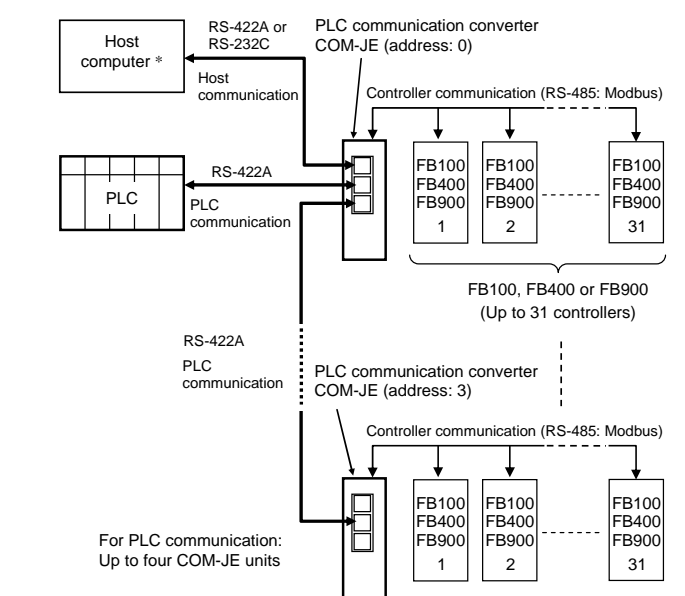 RS-422A or
RS-232C
PLC communication converter
COM-JE (address: 0)
Host
computer *
Host
communication
Controller communication (RS-485: Modbus)
RS-422A
PLC
PLC
communication
FB100
FB400
FB900
1
FB100
FB400
FB900
2
FB100
FB400
FB900
31
FB100, FB400 or FB900
(Up to 31 controllers)
RS-422A
PLC
communication
PLC communication converter
COM-JE (address: 3)
Controller communication (RS-485: Modbus)
FB100
FB400
FB900
1
FB100
FB400
FB900
2
FB100
FB400
FB900
31
For PLC communication:
Up to four COM-JE units